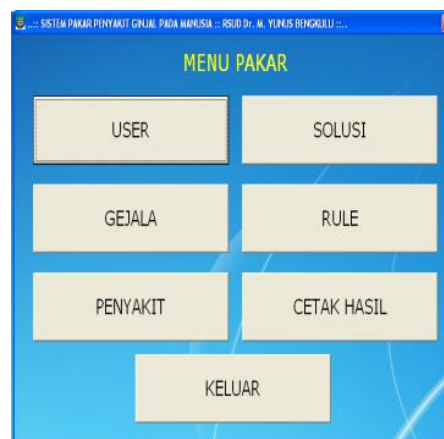 ..:: SISTEM PAKAR PENYAKIT GINJAL PADA MANUSIA :: RSUD Dr. M. YUNUS BENGKULU ::..
MENU PAKAR
USER
SOLUSI
GEJALA
RULE
PENYAKIT
CETAK HASIL
KELUAR